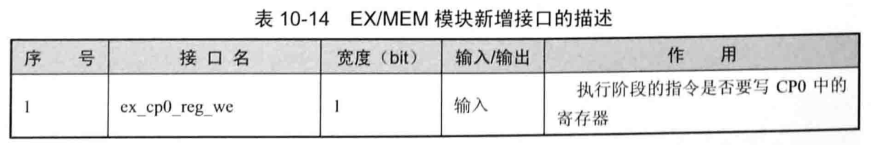 表 10-14 EX/MEM 模块新增接口的描述
序 号 接 口 名 宽度（bit） 输入/输出 作 用
1 ex_cp0_reg_we 1 输入 执行阶段的指令是否要写 CP0 中的
寄存器